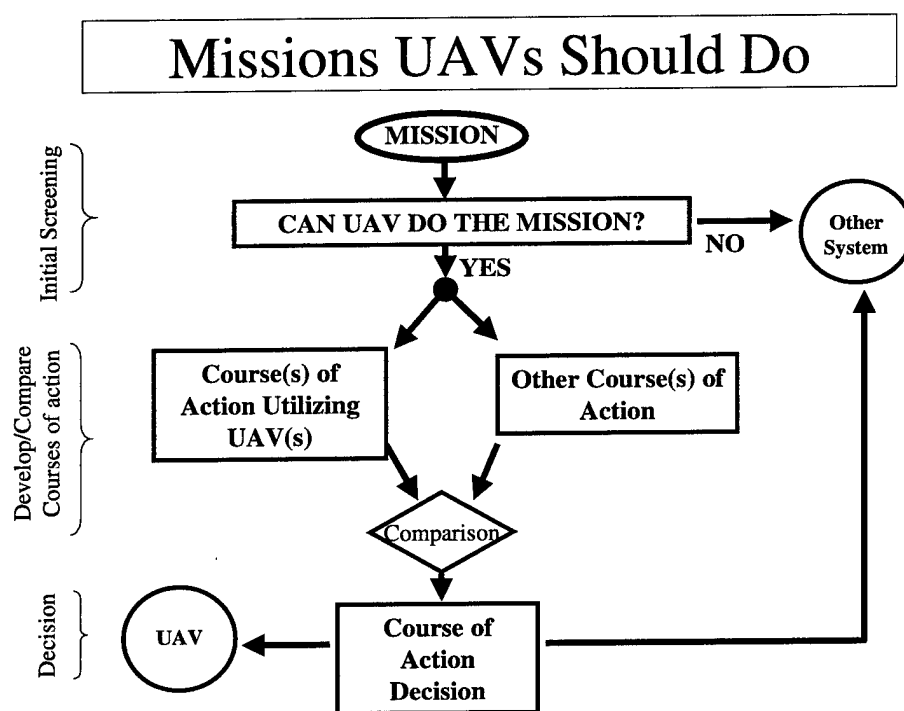 Missions UAVs Should Do
MISSION
Initial Screening
CAN UAV DO THE MISSION?
NO
Other
System
YES
Develop/Compare
Courses of action
Course(s) of
Action Utilizing
UAV(s)
Other Course(s) of
Action
Comparison
Decision
UAV
Course of
Action
Decision